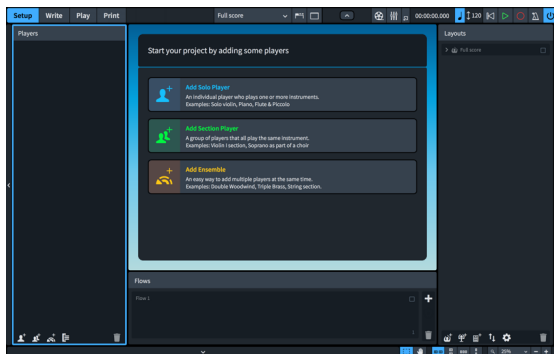 Setup Write Play Print Full score 00:00:00.000 120
Players
Start your project by adding some players
Add Solo Player
An individual player who plays one or more instruments.
Examples: Solo violin, Piano, Flute & Piccolo
Add Section Player
A group of players that all play the same instrument.
Examples: Violin I section, Soprano as part of a choir
Add Ensemble
An easy way to add multiple players at the same time.
Examples: Double Woodwind, Triple Brass, String section.
Layouts
Full score
Flows
Flow 1
1
20%